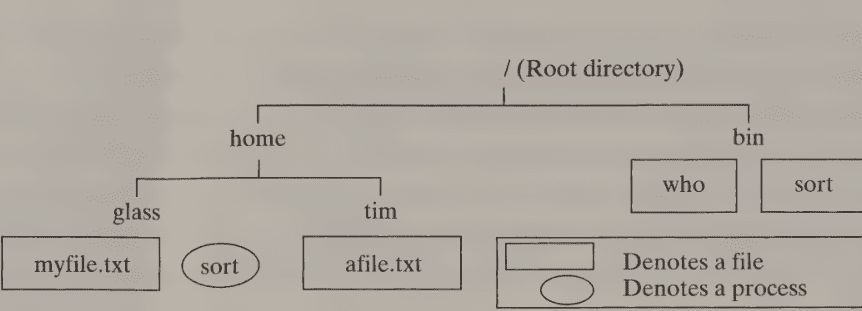 / (Root directory)
home
bin
who
sort
glass
tim
myfile.txt
sort
afile.txt
Denotes a file
Denotes a process